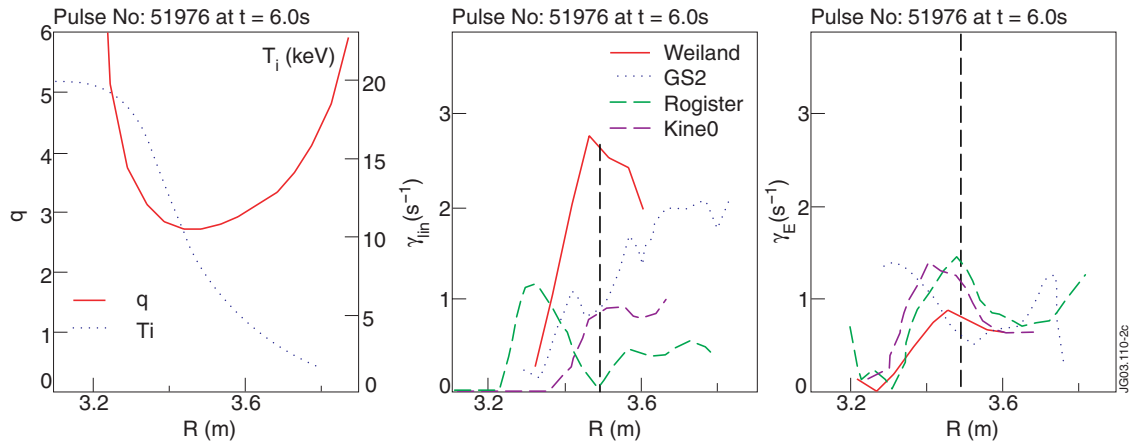 Pulse No: 51976 at t = 6.0s
6
5
4
3
2
1
0
q
T_i (keV)
20
15
10
5
0
q
Ti
3.2
3.6
R (m)
Pulse No: 51976 at t = 6.0s
3
2
1
0
γ_lin(s⁻¹)
Weiland
GS2
Rogister
Kine0
3.2
3.6
R (m)
Pulse No: 51976 at t = 6.0s
3
2
1
0
γ_E(s⁻¹)
3.2
3.6
R (m)
JG03.110-2c